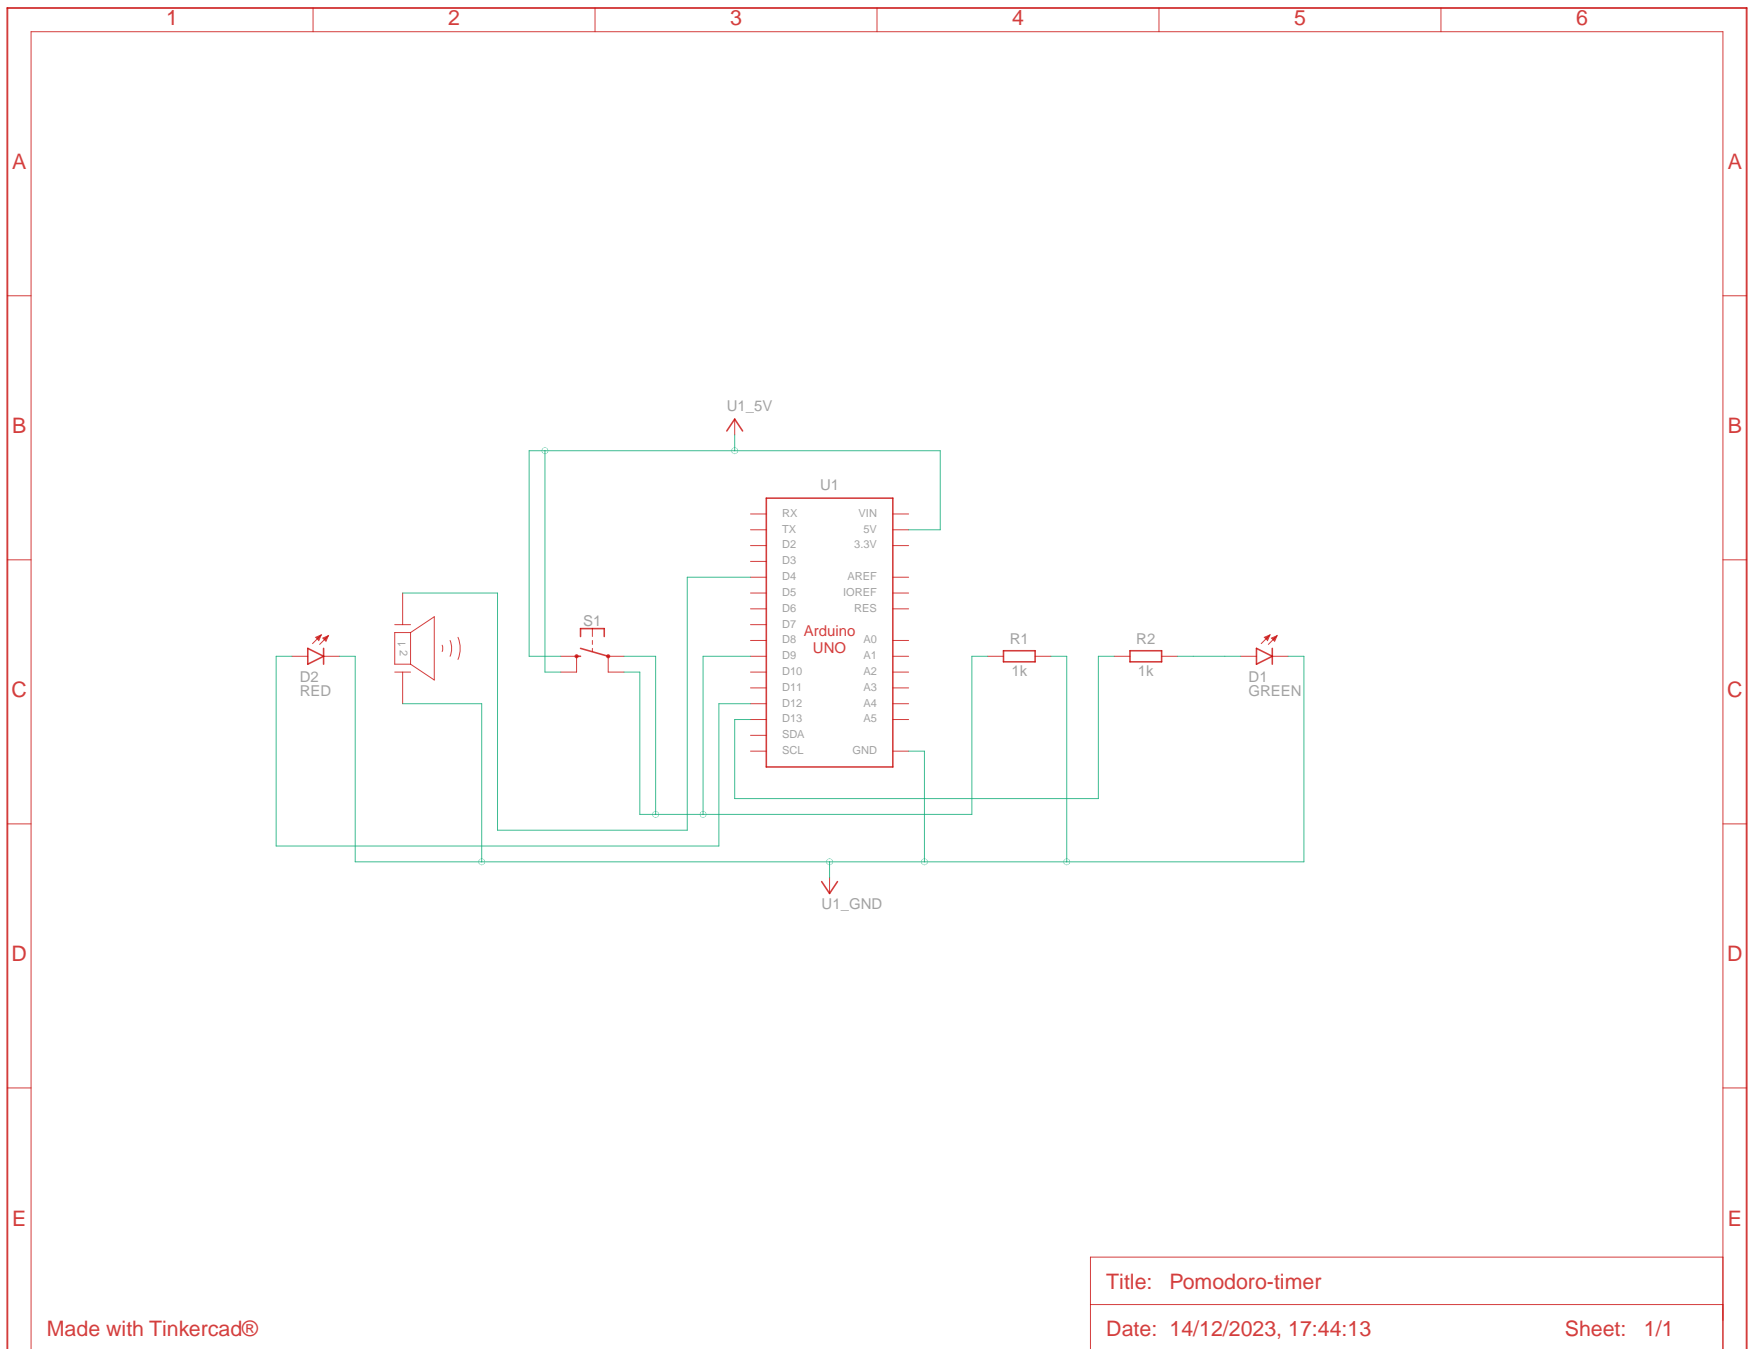 1 2 3 4 5 6
A A
B B
U1_5V
U1
RX VIN
TX 5V
D2 3.3V
D3
D4 AREF
D5 IOREF
D6 RES
D7
D8 A0
D9 A1
D10 A2
D11 A3
D12 A4
D13 A5
SDA
SCL GND
Arduino
UNO
S1
1 2
D2
RED
R1
1k
R2
1k
D1
GREEN
C C
U1_GND
D D
E E
Title: Pomodoro-timer
Made with Tinkercad®
Date: 14/12/2023, 17:44:13 Sheet: 1/1